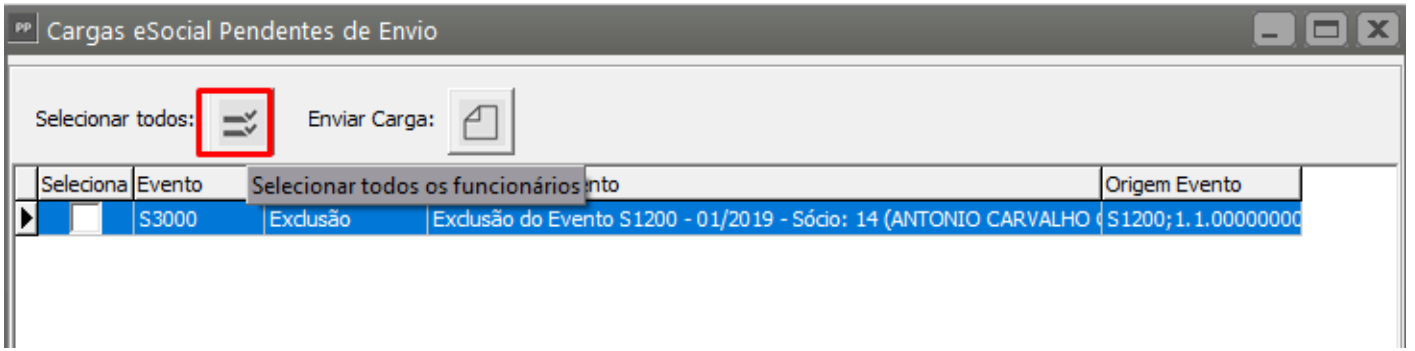 PP Cargas eSocial Pendentes de Envio
Selecionar todos: Enviar Carga:
Seleciona Evento Selecionar todos os funcionários Origem Evento
S3000 Exclusão Exclusão do Evento S1200 - 01/2019 - Sócio: 14 (ANTONIO CARVALHO S1200;1.1.00000000